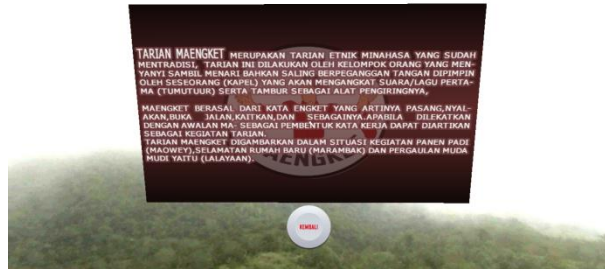 TARIAN MAENGKET MERUPAKAN TARIAN ETNIK MINAHASA YANG SUDAH
MENTRADISI, TARIAN INI DILAKUKAN OLEH KELOMPOK ORANG YANG MEN-
YANYI SAMBIL MENARI BAHKAN SALING BERPEGANGGAN TANGAN DIPIMPIN
OLEH SESEORANG (KAPEL) YANG AKAN MENGANGKAT SUARA/LAGU PERTA-
MA (TUMUTUUR) SERTA TAMBUR SEBAGAI ALAT PENGIRINGNYA,
MAENGKET BERASAL DARI KATA ENGKET YANG ARTINYA PASANG,NYAL-
AKAN,BUKA JALAN,KAITKAN,DAN SEBAGAINYA.APABILA DILEKATKAN
DENGAN AWALAN MA- SEBAGAI PEMBENTUK KATA KERJA DAPAT DIARTIKAN
SEBAGAI KEGIATAN TARIAN.
TARIAN MAENGKET DIGAMBARKAN DALAM SITUASI KEGIATAN PANEN PADI
(MAOWEY),SELAMATAN RUMAH BARU (MARAMBAK) DAN PERGAULAN MUDA
MUDI YAITU (LALAYAAN).
MAENGKET
KEMBALI